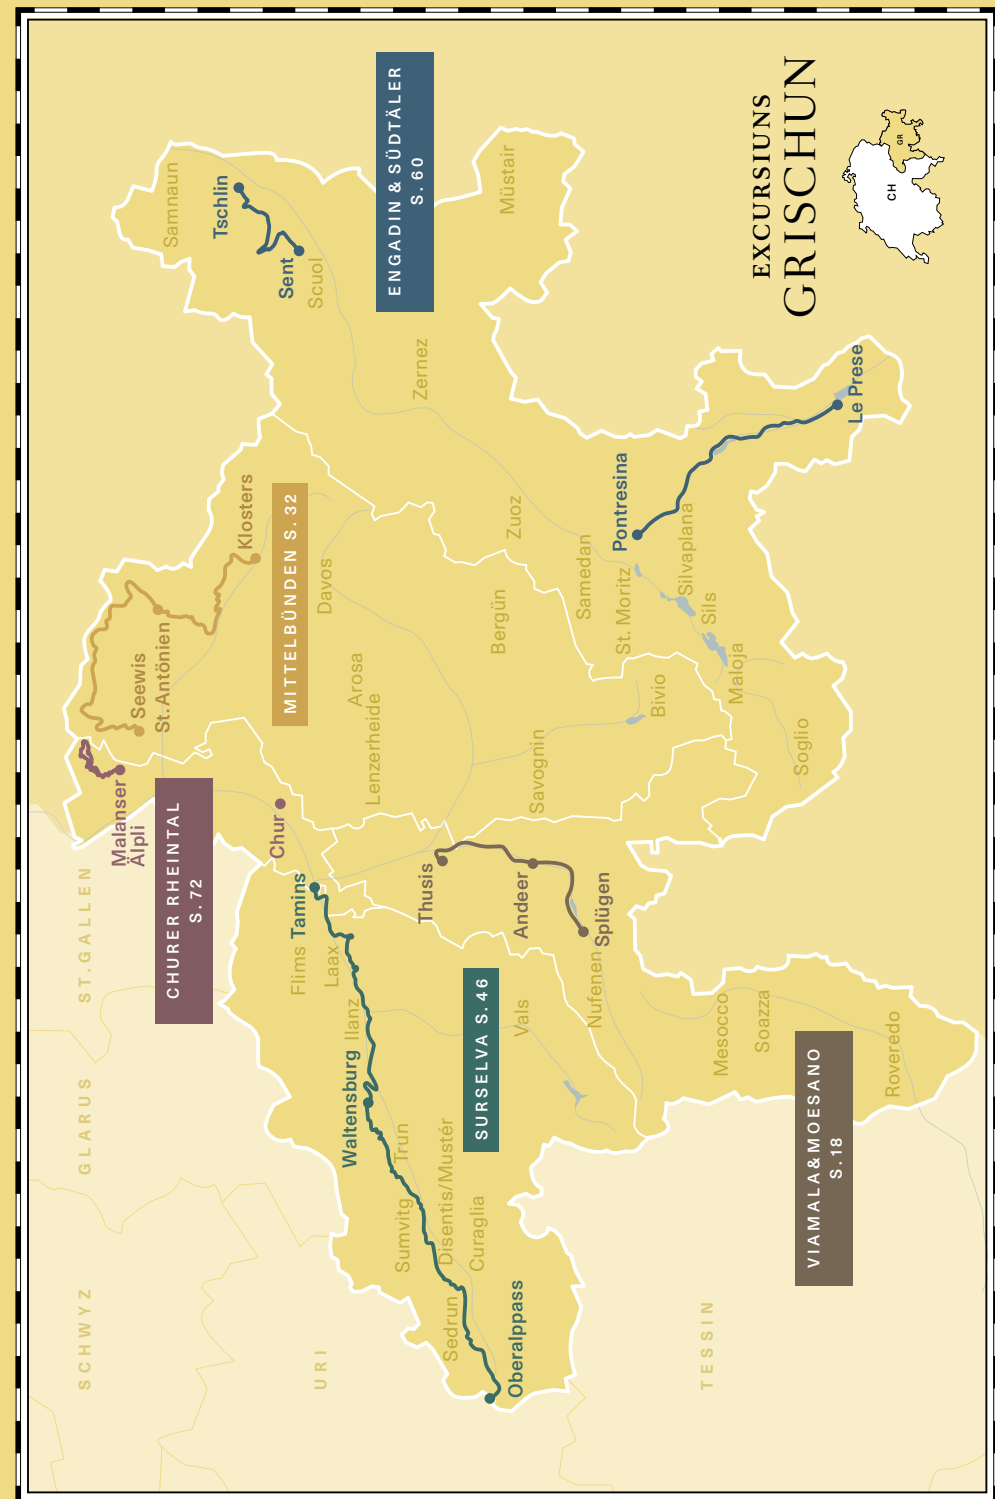 EXCURSIUNS
GRISCHUN
CH
GR
SCHWYZ
GLARUS
ST.GALLEN
URI
TESSIN
CHURER RHEINTAL
S. 72
MITTELBÜNDEN S. 32
ENGADIN & SÜDTÄLER
S. 60
SURSELVA S. 46
VIAMALA&MOESANO
S. 18
Malanser
Älpli
Seewis
St. Antönien
Klosters
Samnaun
Tschlin
Sent
Scuol
Müstair
Zernez
Chur
Tamins
Flims
Laax
Ilanz
Waltensburg
Trun
Sumvitg
Disentis/Mustér
Curaglia
Sedrun
Oberalppass
Davos
Arosa
Lenzerheide
Thusis
Andeer
Splügen
Nufenen
Vals
Savognin
Bergün
Bivio
Zuoz
Samedan
St. Moritz
Pontresina
Silvaplana
Sils
Maloja
Soglio
Le Prese
Mesocco
Soazza
Roveredo